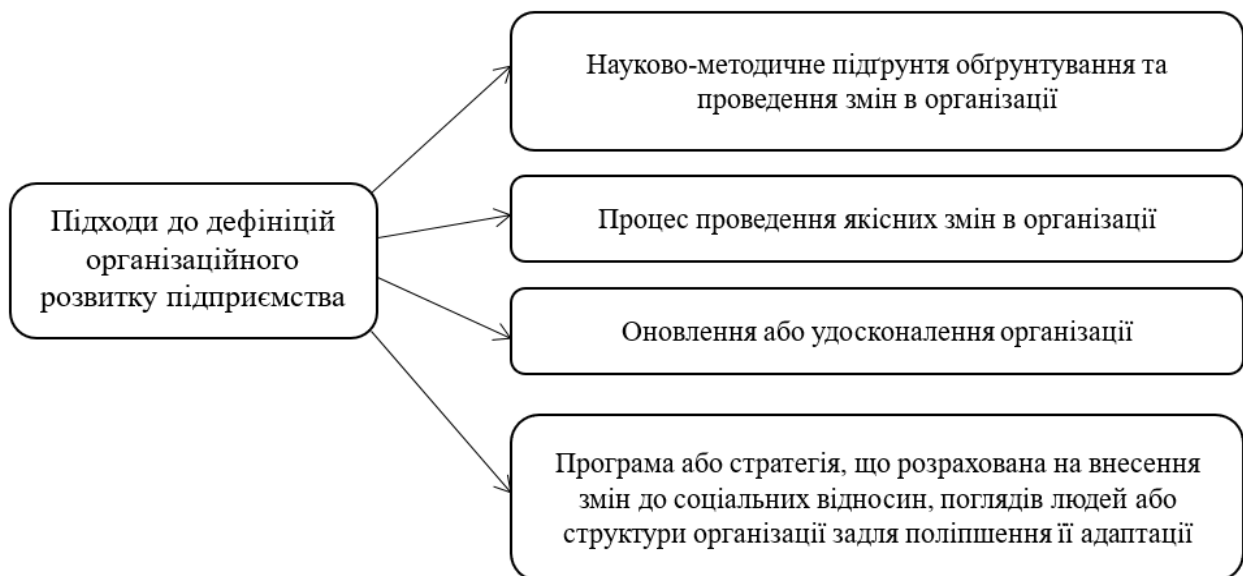 Підходи до дефініцій
організаційного
розвитку підприємства
Науково-методичне підґрунтя обґрунтування та
проведення змін в організації
Процес проведення якісних змін в організації
Оновлення або удосконалення організації
Програма або стратегія, що розрахована на внесення
змін до соціальних відносин, поглядів людей або
структури організації задля поліпшення її адаптації